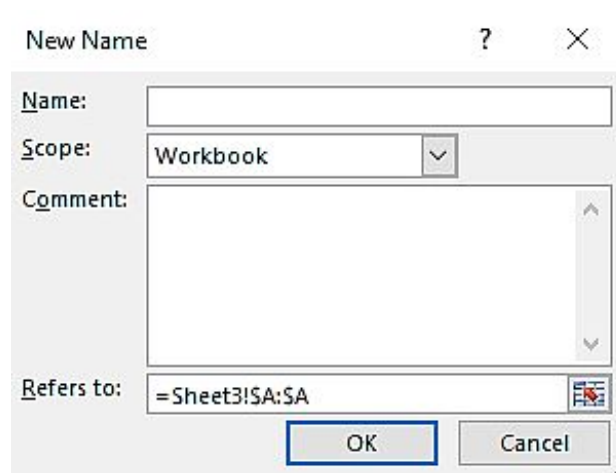 New Name ?
Name:
Scope: Workbook
Comment:
Refers to: =Sheet3!$A:$A
OK Cancel